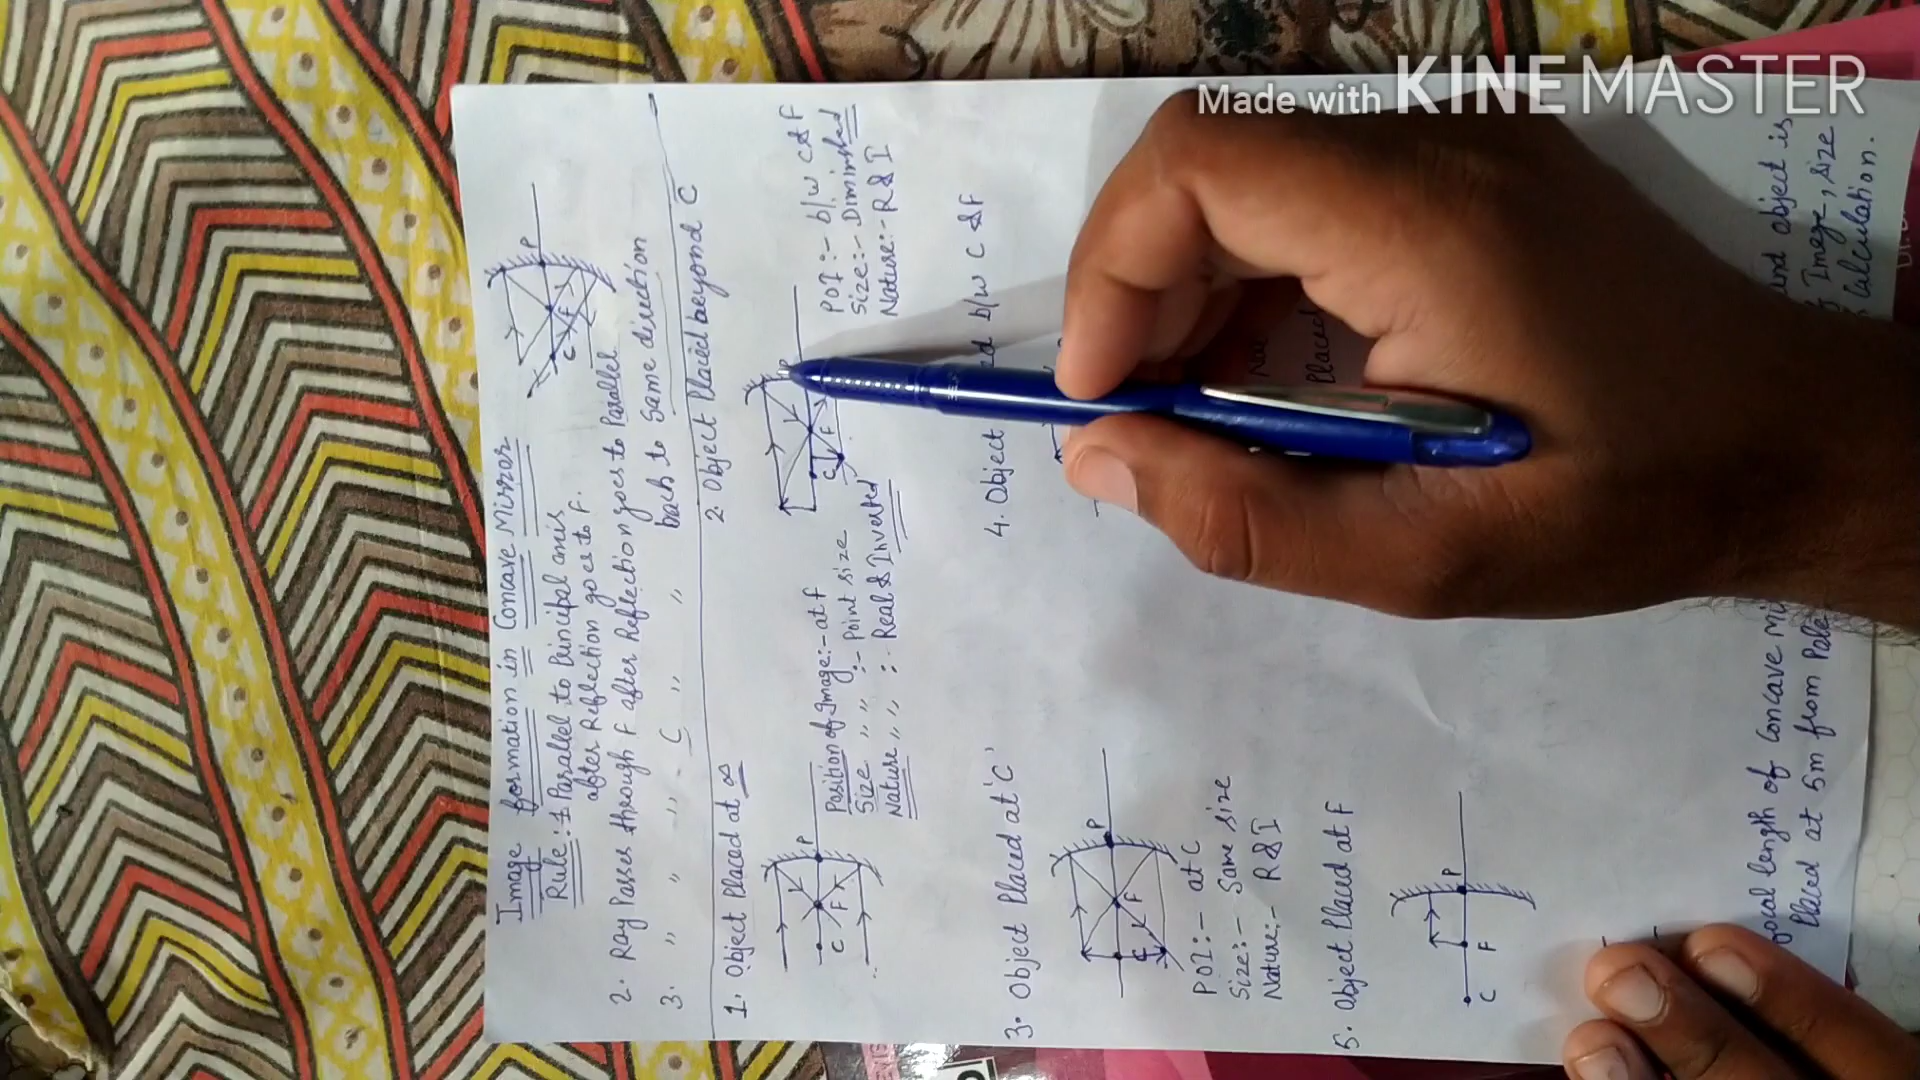 Made with KINEMASTER
Image formation in Concave Mirror
Rule:- 1 Parallel to Principal axis
after Reflection goes to F.
2. Ray Passes through F after Reflection goes to Parallel
3. " " " C " " back to Same direction
C F P
1. Object Placed at ∞
C F P
Position of Image:- at F
Size " " :- Point size
Nature " " :- Real & Inverted
2. Object Placed beyond C
C F P
POI :- b/w C & F
Size:- Diminished
Nature:- R & I
3. Object Placed at 'C'
C F P
POI:- at C
Size:- Same size
Nature:- R & I
4. Object b/w C & F
Placed
5. Object Placed at F
C F P
focal length of Concave Mi
and object is
Placed at 5m from Pole
Image, size
Calculation.